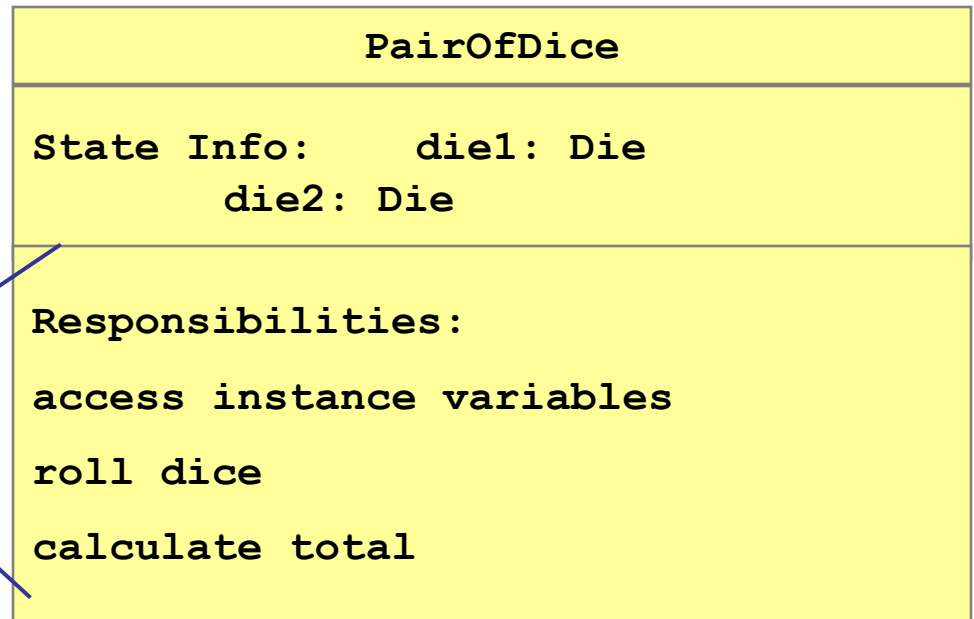 PairOfDice
State Info: die1: Die
die2: Die
Responsibilities:
access instance variables
roll dice
calculate total